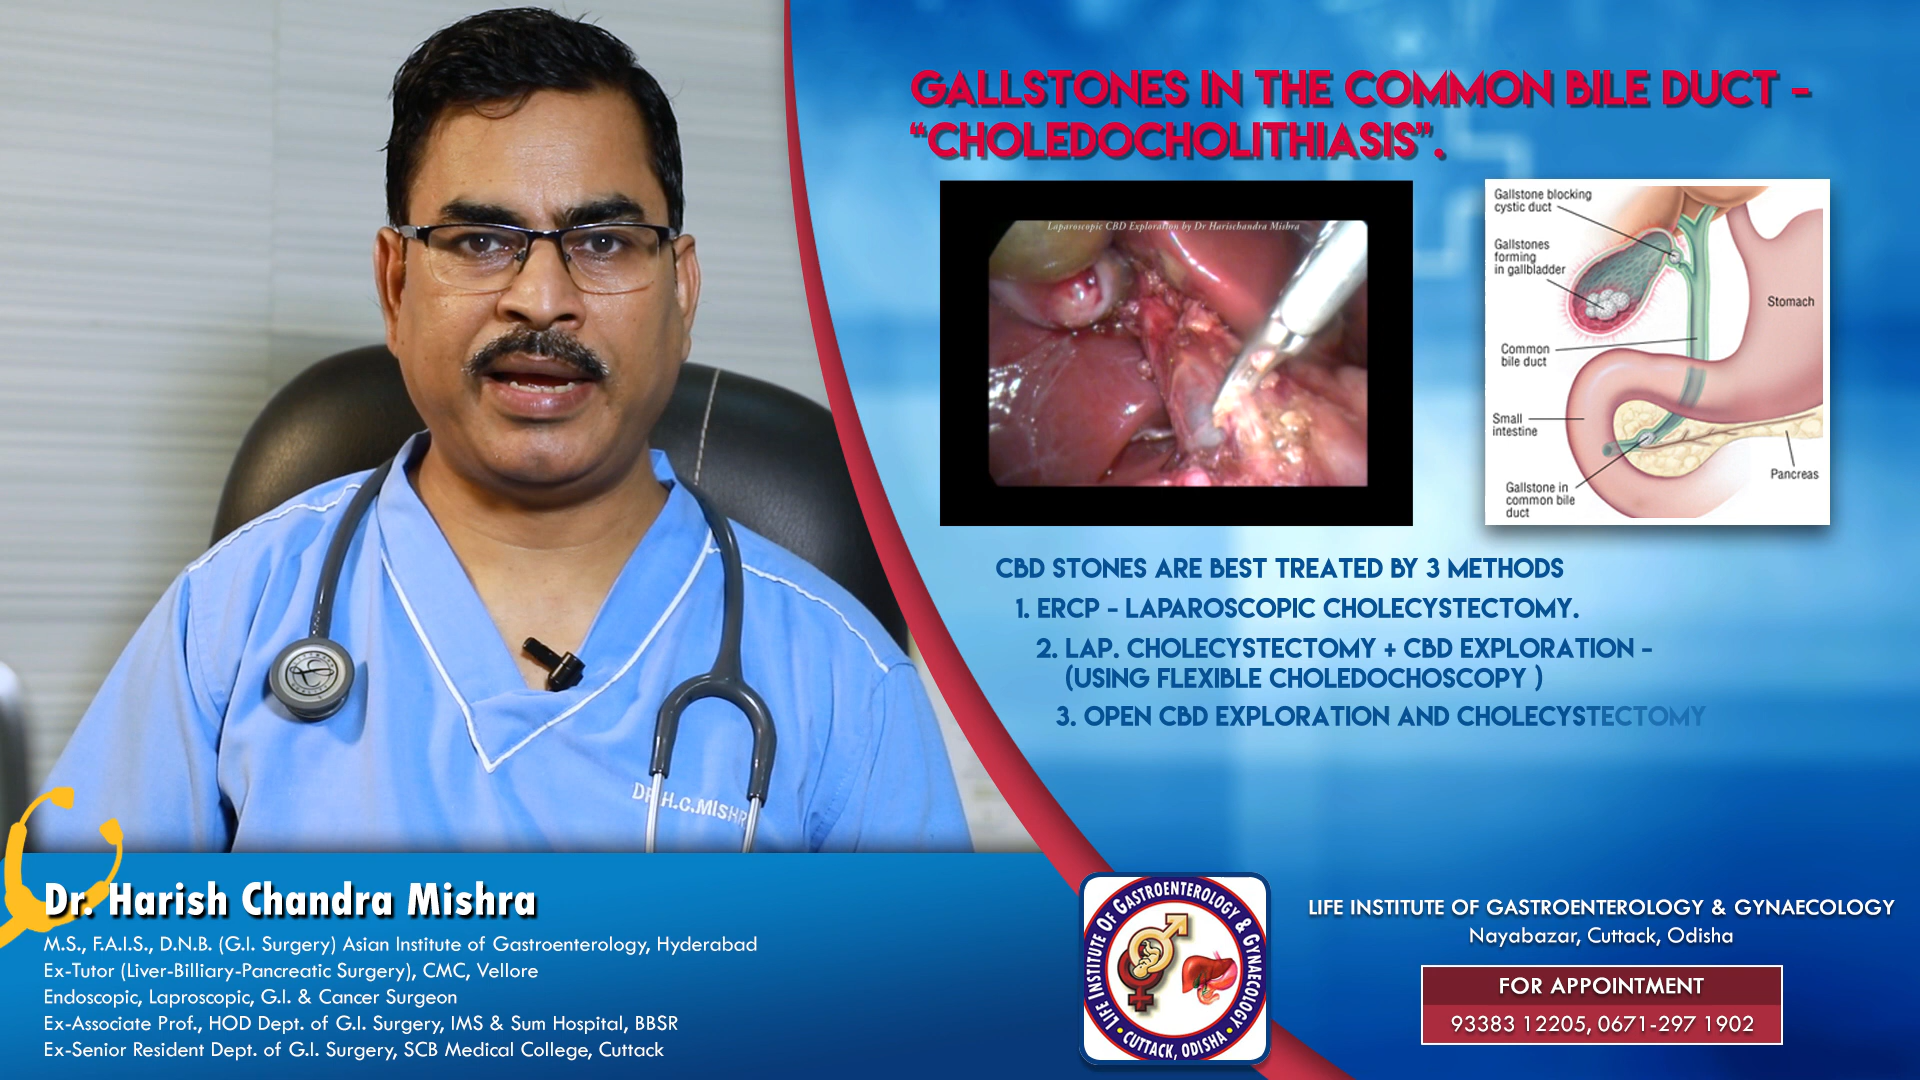 GALLSTONES IN THE COMMON BILE DUCT -
“CHOLEDOCHOLITHIASIS”.
Laparoscopic CBD Exploration by Dr Harischandra Mishra
Gallstone blocking
cystic duct
Gallstones
forming
in gallbladder
Stomach
Common
bile duct
Small
intestine
Pancreas
Gallstone in
common bile
duct
CBD STONES ARE BEST TREATED BY 3 METHODS
1. ERCP - LAPAROSCOPIC CHOLECYSTECTOMY.
2. LAP. CHOLECYSTECTOMY + CBD EXPLORATION -
(USING FLEXIBLE CHOLEDOCHOSCOPY )
3. OPEN CBD EXPLORATION AND CHOLECYSTECTOMY
DR H.C.MISHR
Dr. Harish Chandra Mishra
M.S., F.A.I.S., D.N.B. (G.I. Surgery) Asian Institute of Gastroenterology, Hyderabad
Ex-Tutor (Liver-Billiary-Pancreatic Surgery), CMC, Vellore
Endoscopic, Laproscopic, G.I. & Cancer Surgeon
Ex-Associate Prof., HOD Dept. of G.I. Surgery, IMS & Sum Hospital, BBSR
Ex-Senior Resident Dept. of G.I. Surgery, SCB Medical College, Cuttack
LIFE INSTITUTE OF GASTROENTEROLOGY & GYNAECOLOGY
CUTTACK, ODISHA
LIFE INSTITUTE OF GASTROENTEROLOGY & GYNAECOLOGY
Nayabazar, Cuttack, Odisha
FOR APPOINTMENT
93383 12205, 0671-297 1902